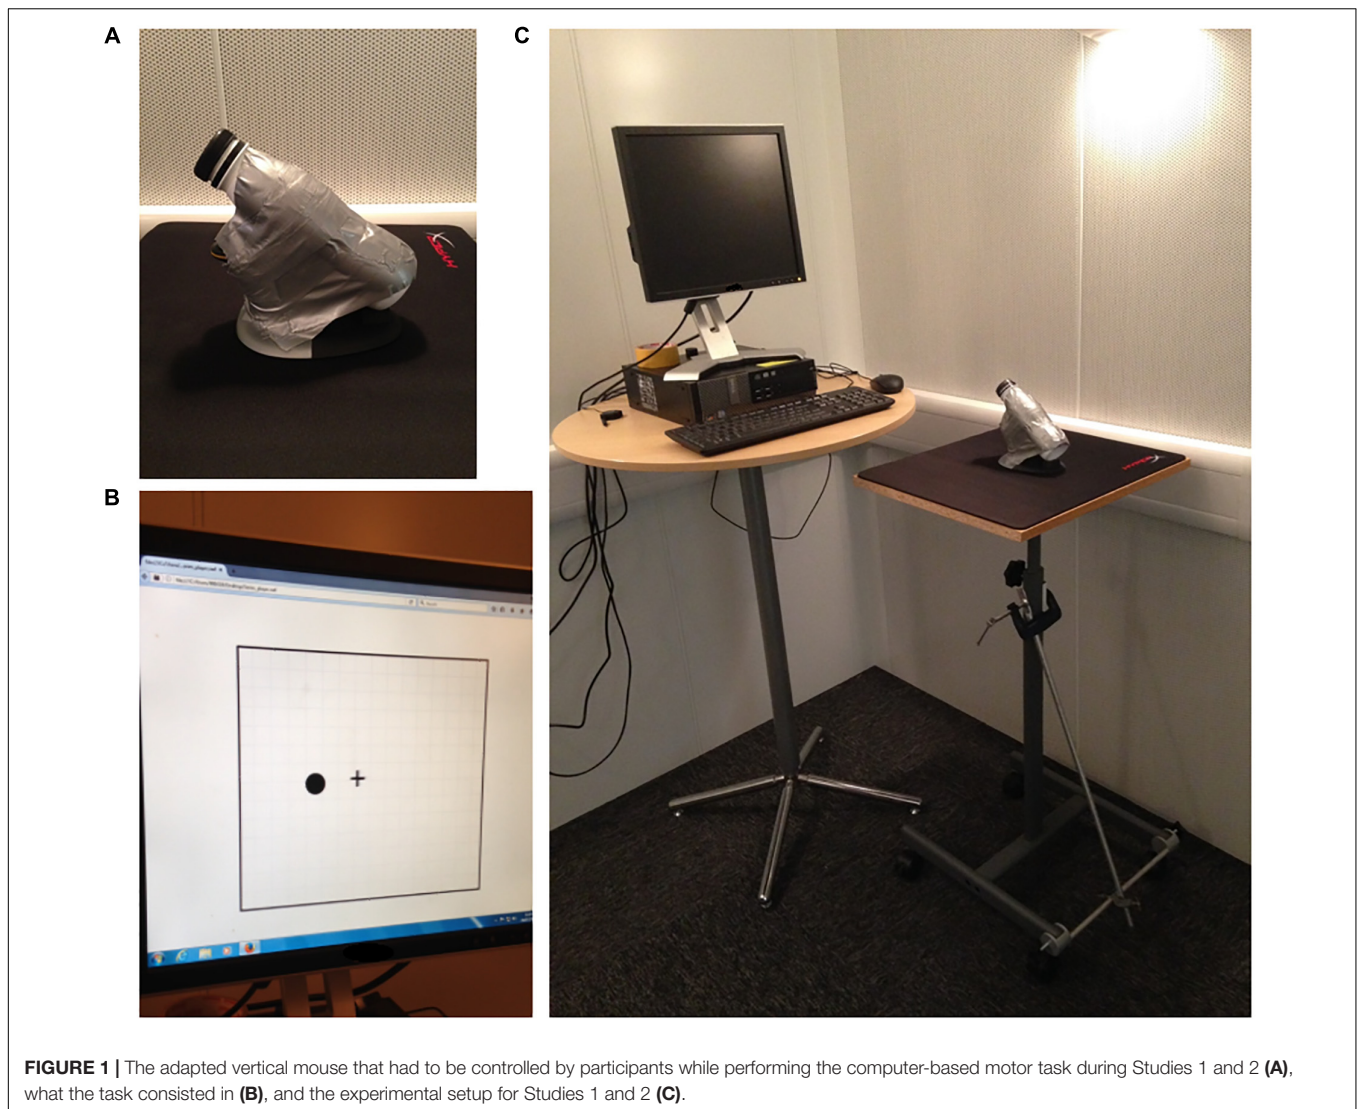 A
C
B
FIGURE 1 | The adapted vertical mouse that had to be controlled by participants while performing the computer-based motor task during Studies 1 and 2 (A),
what the task consisted in (B), and the experimental setup for Studies 1 and 2 (C).